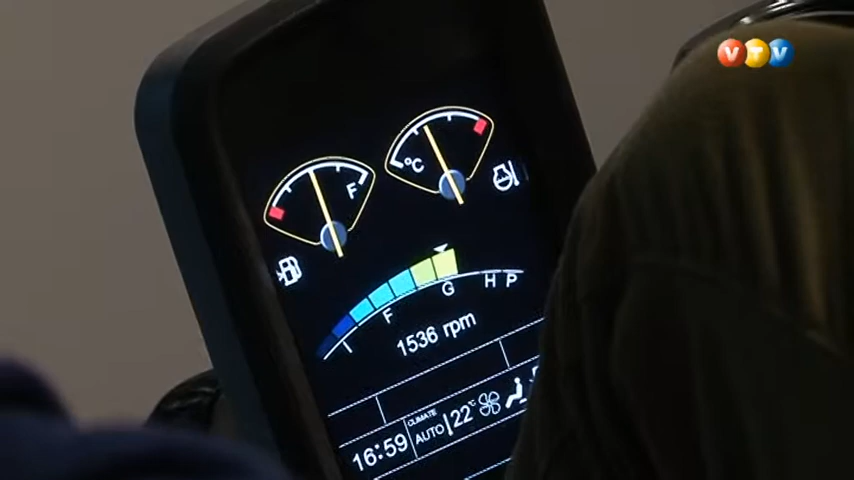 VTV
F
°C
I F G H P
1536 rpm
16:59 CLIMATE AUTO 22°C